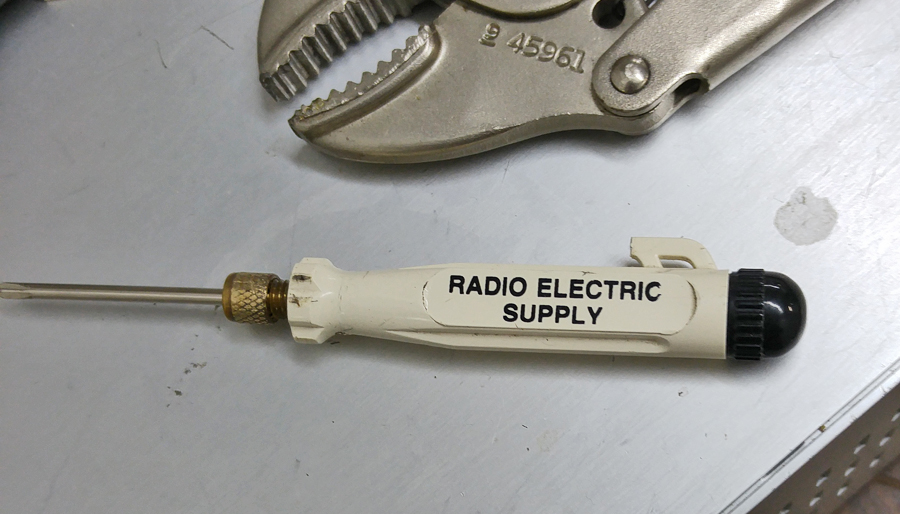 9 45961
RADIO ELECTRIC
SUPPLY